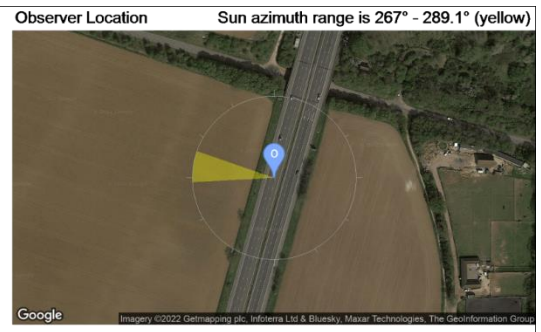 Observer Location
Sun azimuth range is 267° - 289.1° (yellow)
O
Google
Imagery ©2022 Getmapping plc, Infoterra Ltd & Bluesky, Maxar Technologies, The GeoInformation Group